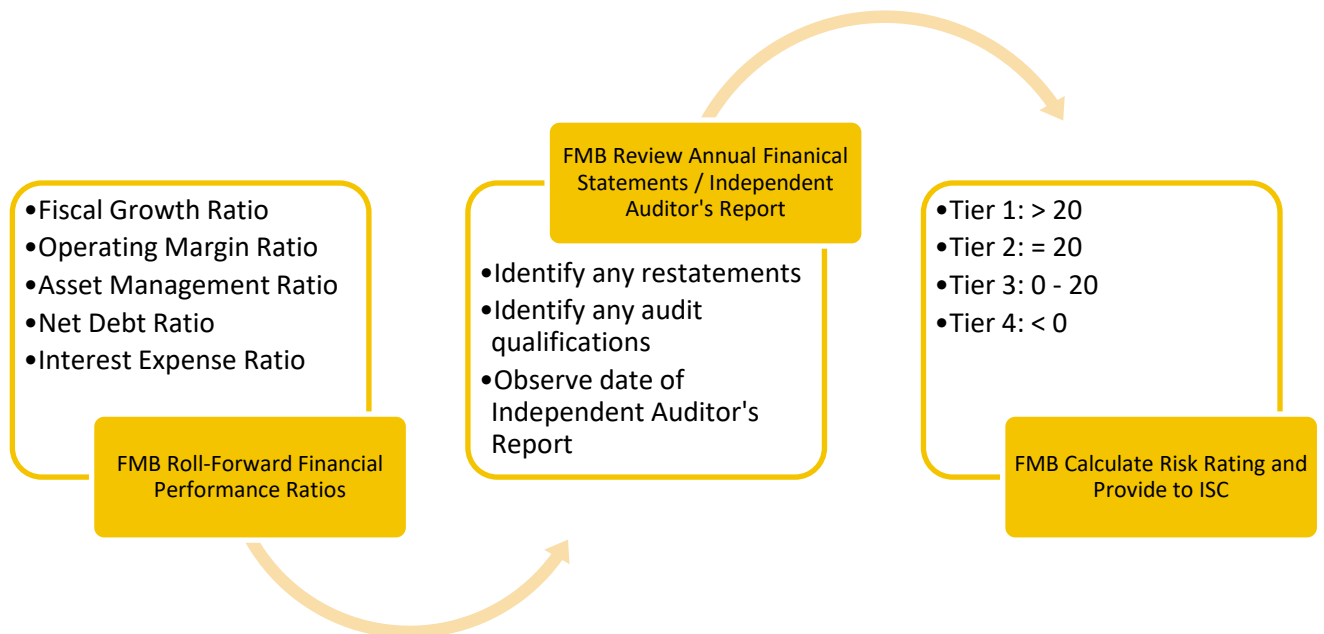 •Fiscal Growth Ratio
•Operating Margin Ratio
•Asset Management Ratio
•Net Debt Ratio
•Interest Expense Ratio
FMB Roll-Forward Financial
Performance Ratios
FMB Review Annual Finanical
Statements / Independent
Auditor's Report
•Identify any restatements
•Identify any audit
qualifications
•Observe date of
Independent Auditor's
Report
•Tier 1: > 20
•Tier 2: = 20
•Tier 3: 0 - 20
•Tier 4: < 0
FMB Calculate Risk Rating and
Provide to ISC